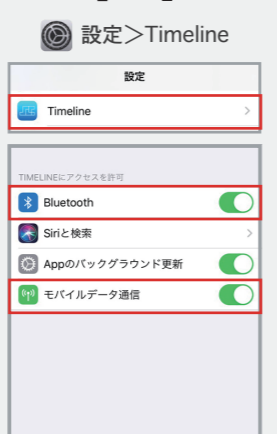 設定＞Timeline
設定
Timeline
TIMELINEにアクセスを許可
Bluetooth
Siriと検索
Appのバックグラウンド更新
モバイルデータ通信